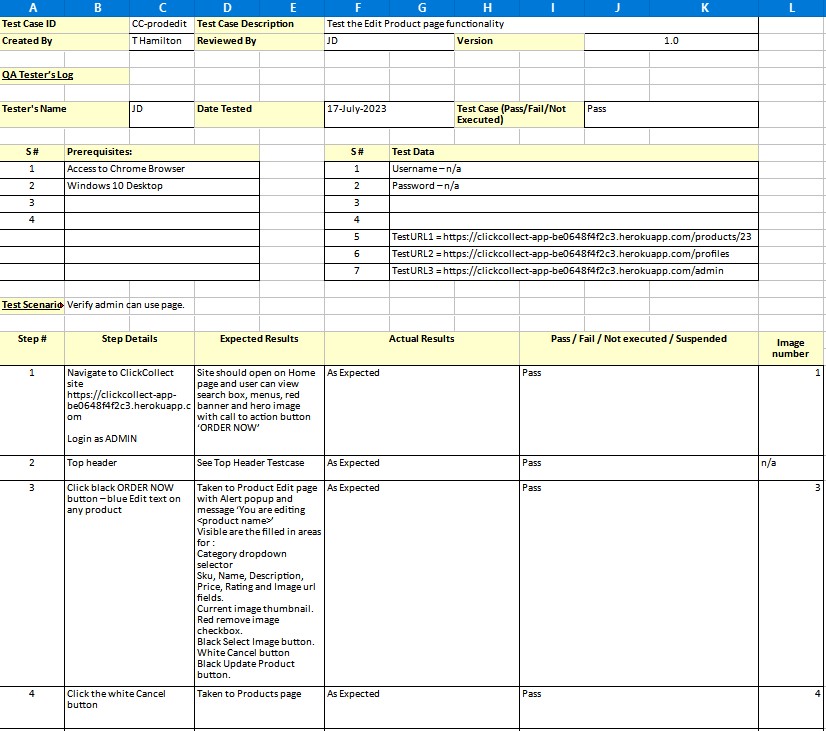 A B C D E F G H I J K L
Test Case ID CC-prodedit Test Case Description Test the Edit Product page functionality
Created By T Hamilton Reviewed By JD Version 1.0
QA Tester's Log
Tester's Name JD Date Tested 17-July-2023 Test Case (Pass/Fail/Not Pass
Executed)
S # Prerequisites: S # Test Data
1 Access to Chrome Browser 1 Username – n/a
2 Windows 10 Desktop 2 Password – n/a
3 3
4 4
5 TestURL1 = https://clickcollect-app-be0648f4f2c3.herokuapp.com/products/23
6 TestURL2 = https://clickcollect-app-be0648f4f2c3.herokuapp.com/profiles
7 TestURL3 = https://clickcollect-app-be0648f4f2c3.herokuapp.com/admin
Test Scenario Verify admin can use page.
Step # Step Details Expected Results Actual Results Pass / Fail / Not executed / Suspended Image
number
1 Navigate to ClickCollect Site should open on Home As Expected Pass 1
site page and user can view
https://clickcollect-app- search box, menus, red
be0648f4f2c3.herokuapp.c banner and hero image
om with call to action button
‘ORDER NOW’
Login as ADMIN
2 Top header See Top Header Testcase As Expected Pass n/a
3 Click black ORDER NOW Taken to Product Edit page As Expected Pass 3
button – blue Edit text on with Alert popup and
any product message ‘You are editing
<product name>’
Visible are the filled in areas
for :
Category dropdown
selector
Sku, Name, Description,
Price, Rating and Image url
fields.
Current image thumbnail.
Red remove image
checkbox.
Black Select Image button.
White Cancel button
Black Update Product
button.
4 Click the white Cancel Taken to Products page As Expected Pass 4
button